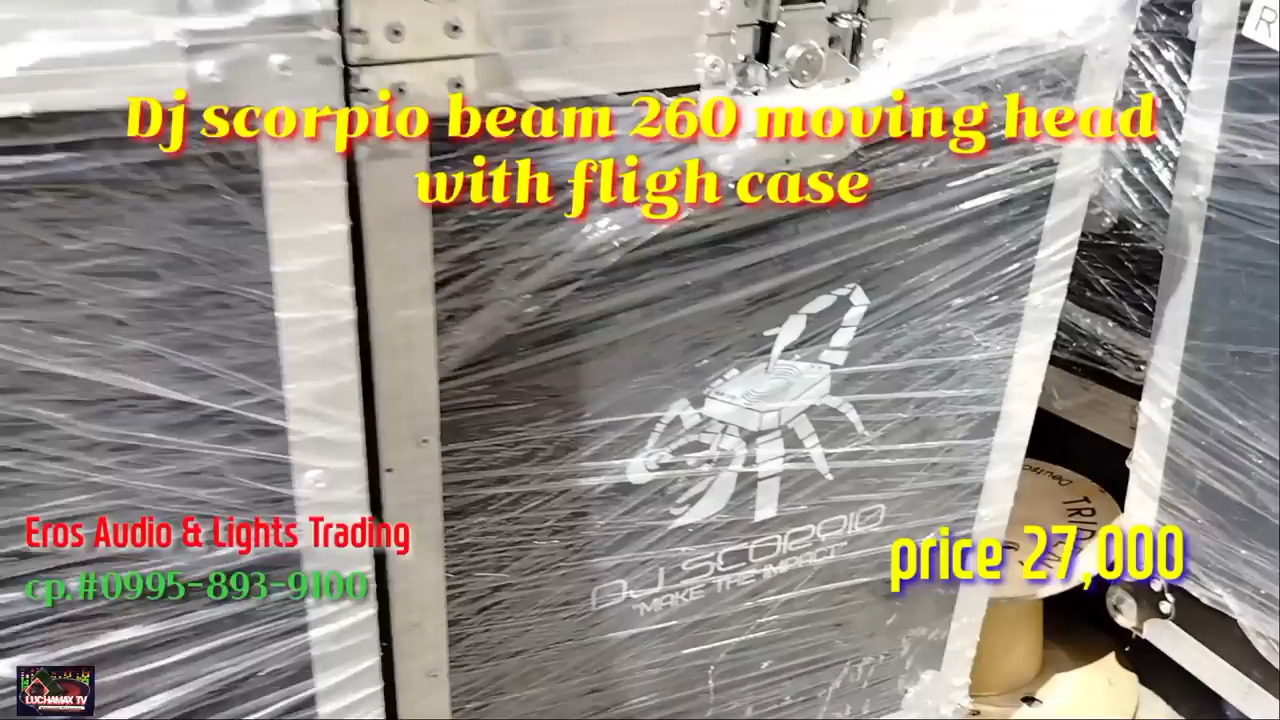 R
Dj scorpio beam 260 moving head
with fligh case
DJ SCORPIO
"MAKE THE IMPACT"
Eros Audio & Lights Trading
cp.#0995-893-9100
price 27,000
LUCHAMAX TV